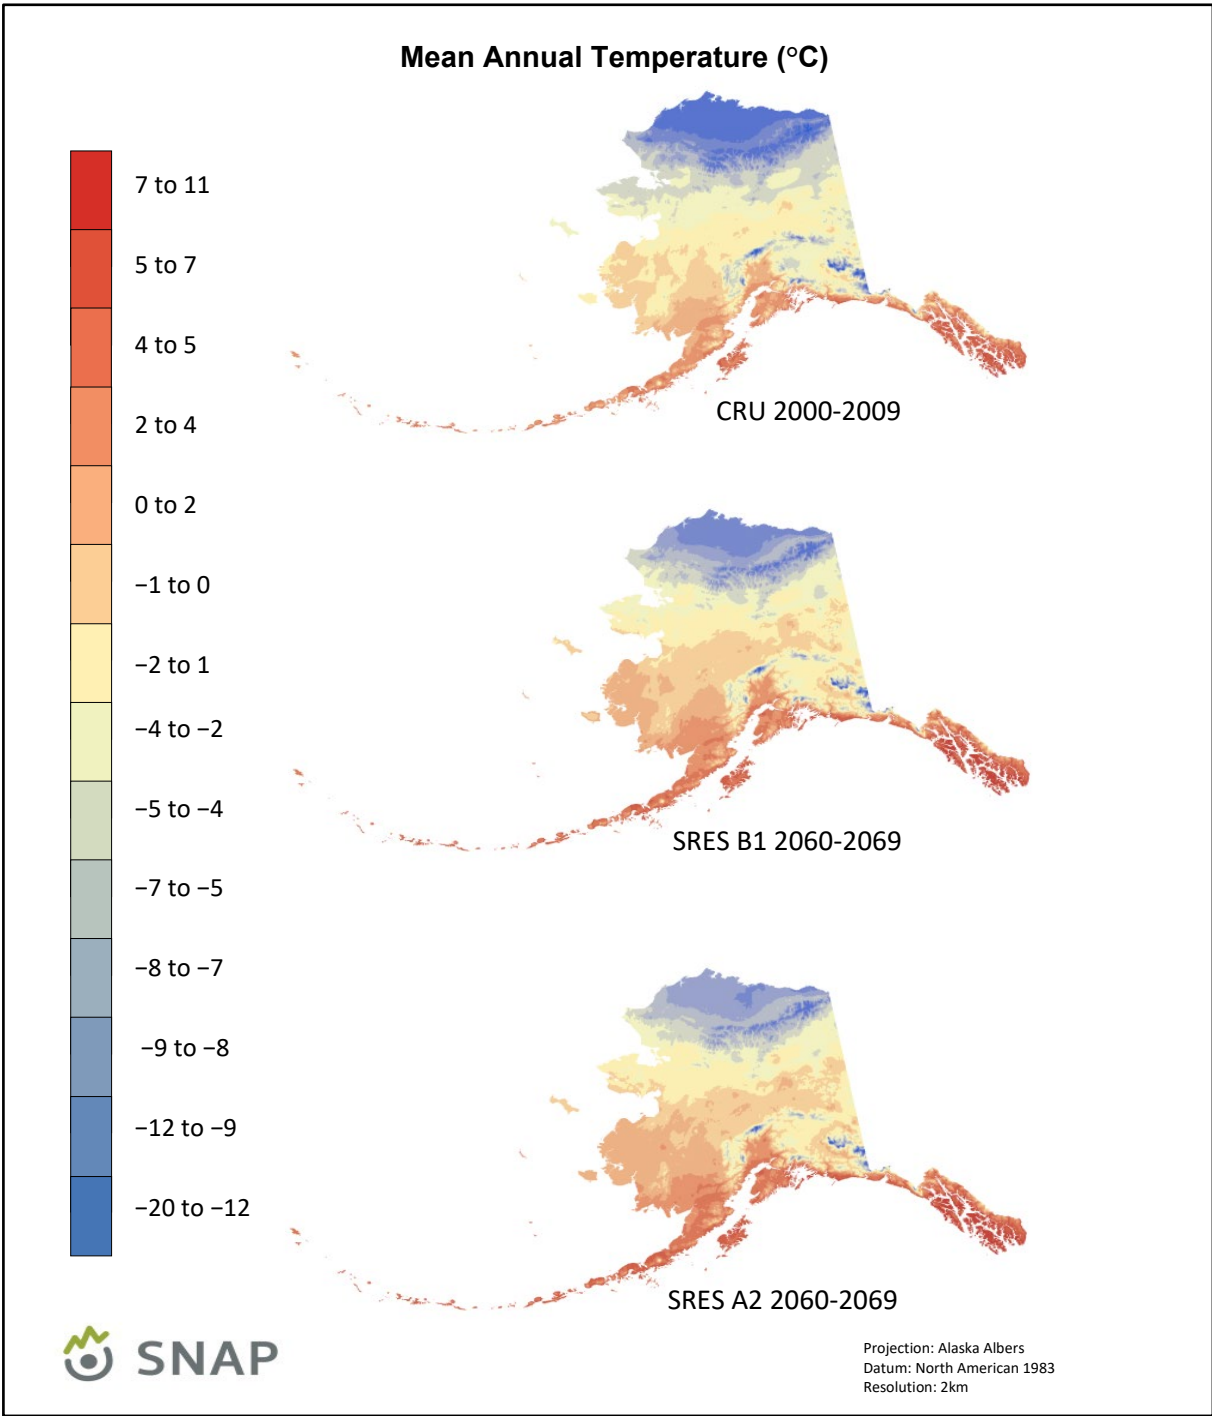 Mean Annual Temperature (°C)
7 to 11
5 to 7
4 to 5
2 to 4
0 to 2
−1 to 0
−2 to 1
−4 to −2
−5 to −4
−7 to −5
−8 to −7
−9 to −8
−12 to −9
−20 to −12
CRU 2000-2009
SRES B1 2060-2069
SRES A2 2060-2069
SNAP
Projection: Alaska Albers
Datum: North American 1983
Resolution: 2km